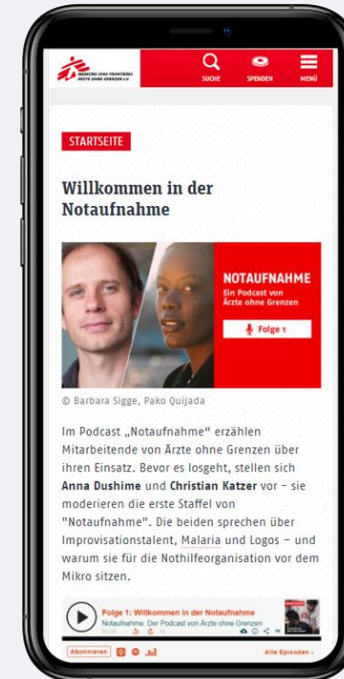 MEDECINS SANS FRONTIERES
ÄRZTE OHNE GRENZEN e.V.
SUCHE
SPENDEN
MENÜ
STARTSEITE
Willkommen in der
Notaufnahme
NOTAUFNAHME
Ein Podcast von
Ärzte ohne Grenzen
Folge 1
© Barbara Sigge, Pako Quijada
Im Podcast „Notaufnahme" erzählen
Mitarbeitende von Ärzte ohne Grenzen über
ihren Einsatz. Bevor es losgeht, stellen sich
Anna Dushime und Christian Katzer vor – sie
moderieren die erste Staffel von
"Notaufnahme". Die beiden sprechen über
Improvisationstalent, Malaria und Logos – und
warum sie für die Nothilfeorganisation vor dem
Mikro sitzen.
Folge 1: Willkommen in der Notaufnahme
Notaufnahme. Der Podcast von Ärzte ohne Grenzen
00:00
1x
Abonnieren
Alle Episoden ›